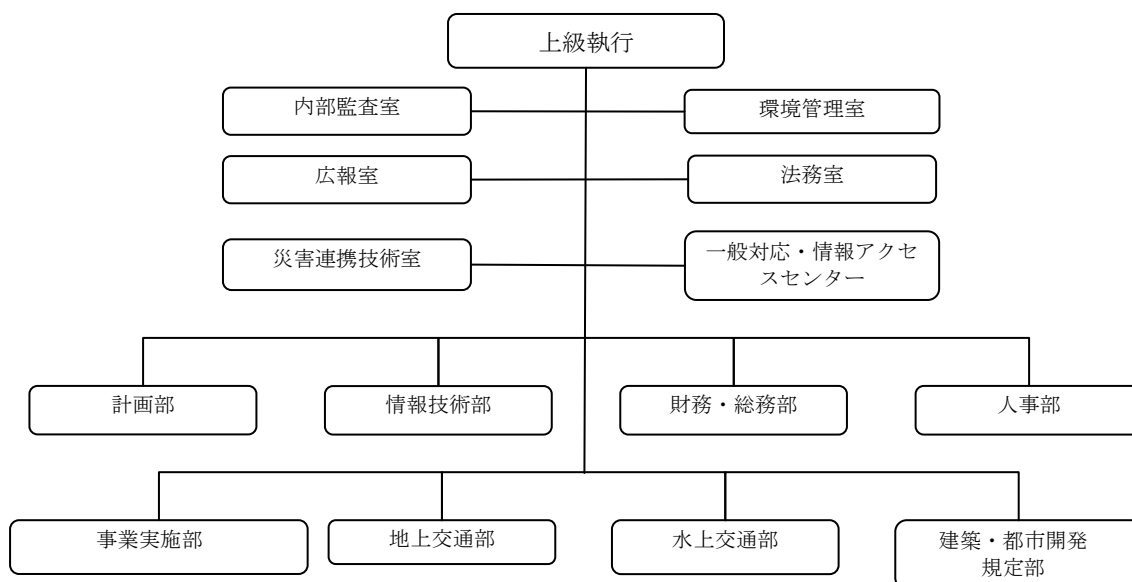 上級執行
内部監査室
環境管理室
広報室
法務室
災害連携技術室
一般対応・情報アクセ
スセンター
計画部
情報技術部
財務・総務部
人事部
事業実施部
地上交通部
水上交通部
建築・都市開発
規定部